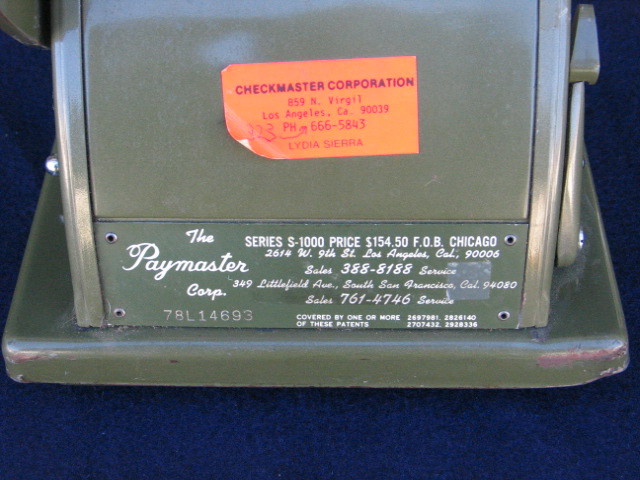 CHECKMASTER CORPORATION
859 N. Virgil
Los Angeles, Ca. 90039
323 PH 666-5843
LYDIA SIERRA
The Paymaster Corp.
SERIES S-1000 PRICE $154.50 F.O.B. CHICAGO
2614 W. 9th St. Los Angeles, Cal., 90006
Sales 388-8188 Service
349 Littlefield Ave., South San Francisco, Cal. 94080
Sales 761-4746 Service
78L14693
COVERED BY ONE OR MORE 2697981. 2826140
OF THESE PATENTS 2707432. 2928336